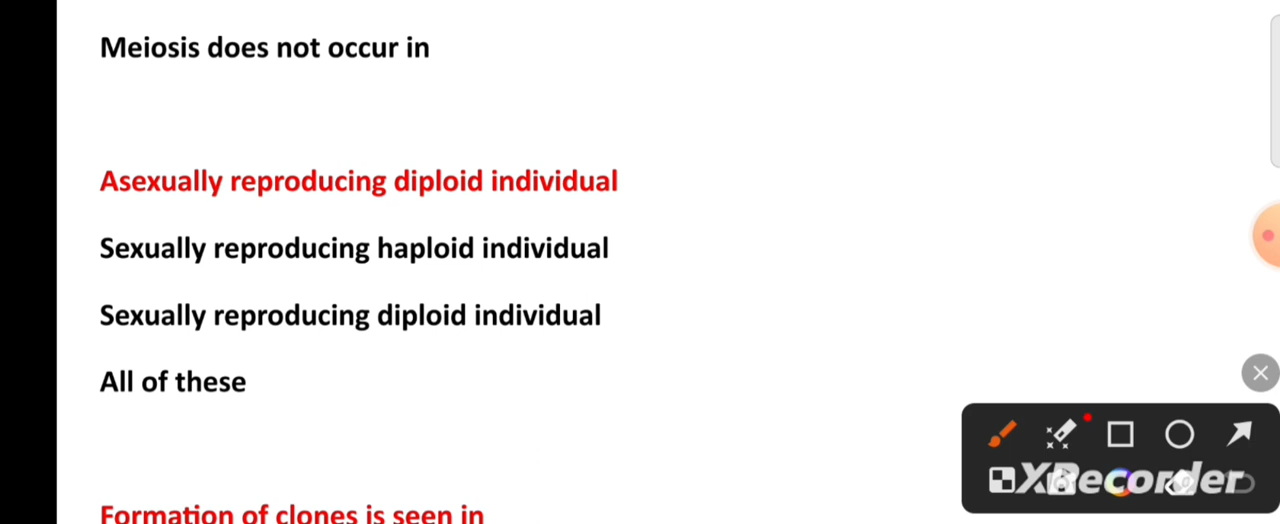 Meiosis does not occur in
Asexually reproducing diploid individual
Sexually reproducing haploid individual
Sexually reproducing diploid individual
All of these
XRecorder
Formation of clones is seen in